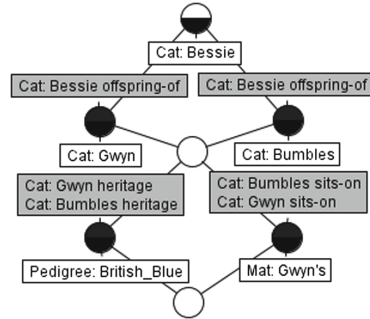 Cat: Bessie
Cat: Bessie offspring-of
Cat: Bessie offspring-of
Cat: Gwyn
Cat: Bumbles
Cat: Gwyn heritage
Cat: Bumbles heritage
Cat: Bumbles sits-on
Cat: Gwyn sits-on
Pedigree: British_Blue
Mat: Gwyn's